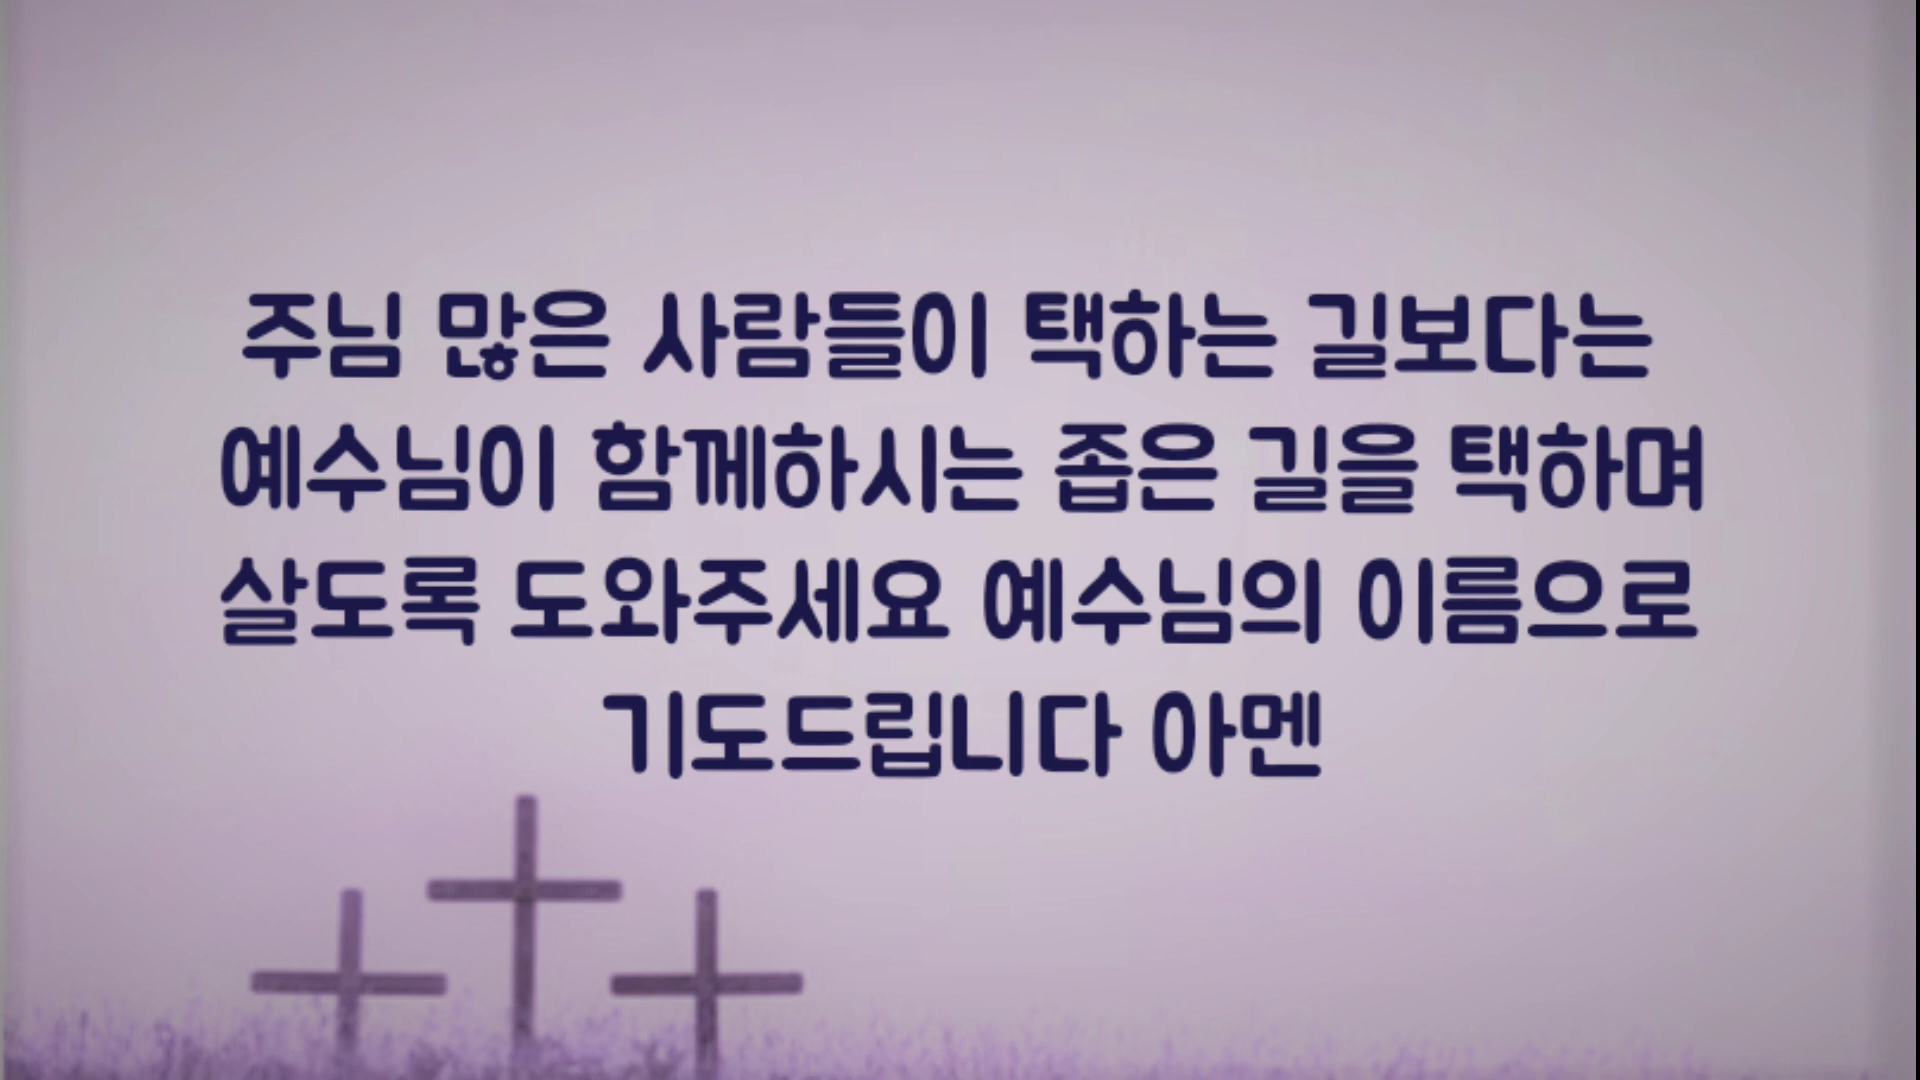 주님 많은 사람들이 택하는 길보다는
예수님이 함께하시는 좁은 길을 택하며
살도록 도와주세요 예수님의 이름으로
기도드립니다 아멘